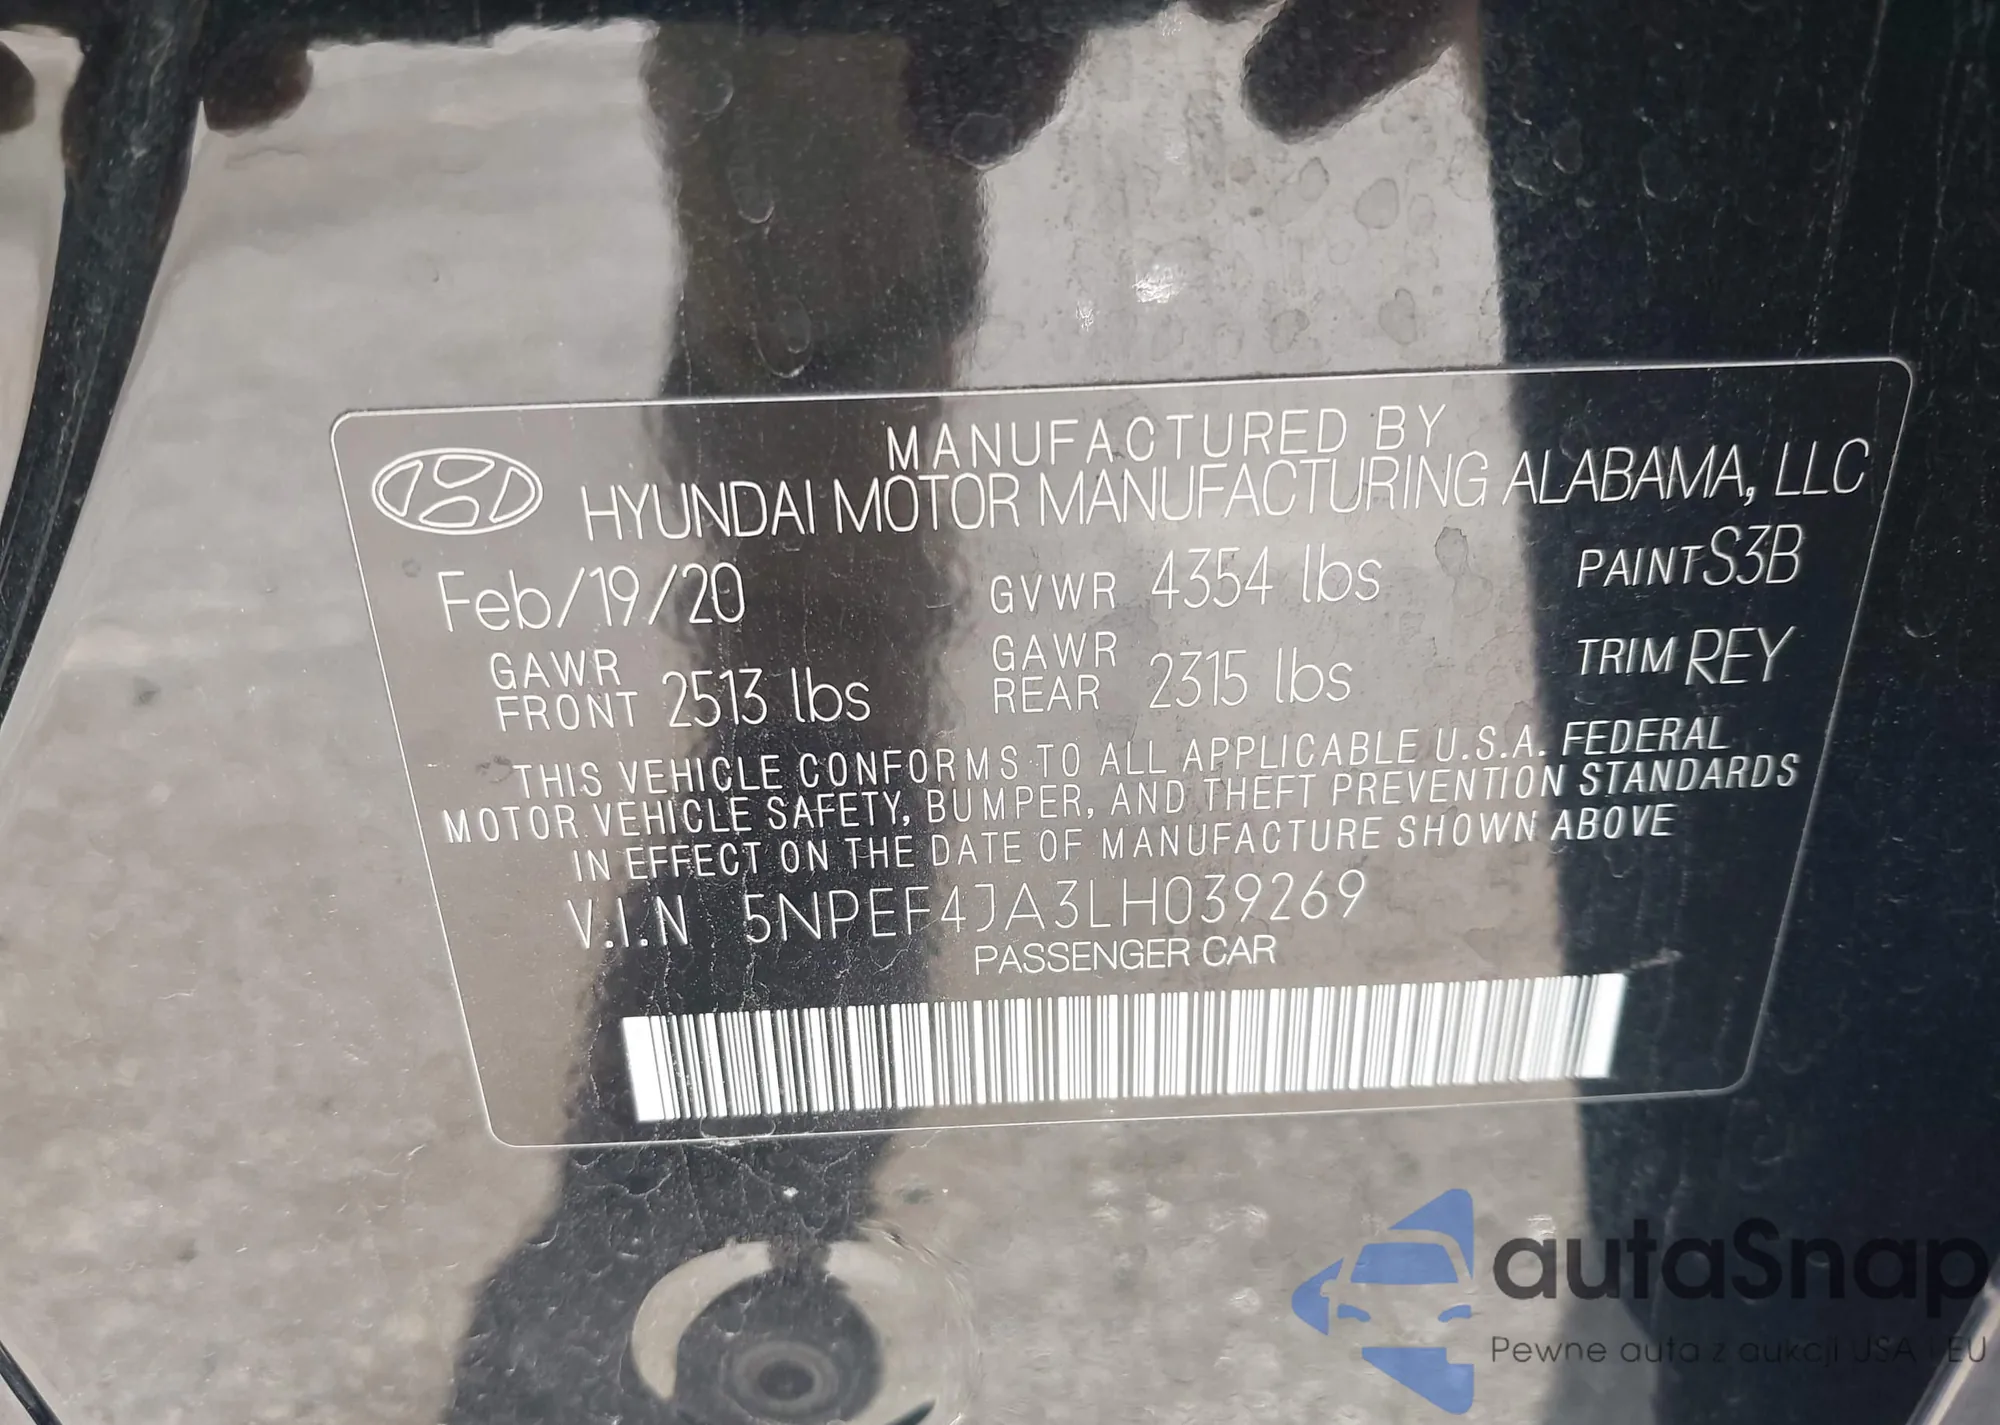 MANUFACTURED BY
HYUNDAI MOTOR MANUFACTURING ALABAMA, LLC
Feb/19/20 GVWR 4354 lbs PAINT S3B
GAWR FRONT 2513 lbs GAWR REAR 2315 lbs TRIM REY
THIS VEHICLE CONFORMS TO ALL APPLICABLE U.S.A. FEDERAL
MOTOR VEHICLE SAFETY, BUMPER, AND THEFT PREVENTION STANDARDS
IN EFFECT ON THE DATE OF MANUFACTURE SHOWN ABOVE
V.I.N 5NPEF4JA3LH039269
PASSENGER CAR
autaSnap
Pewne auta z aukcji USA i EU